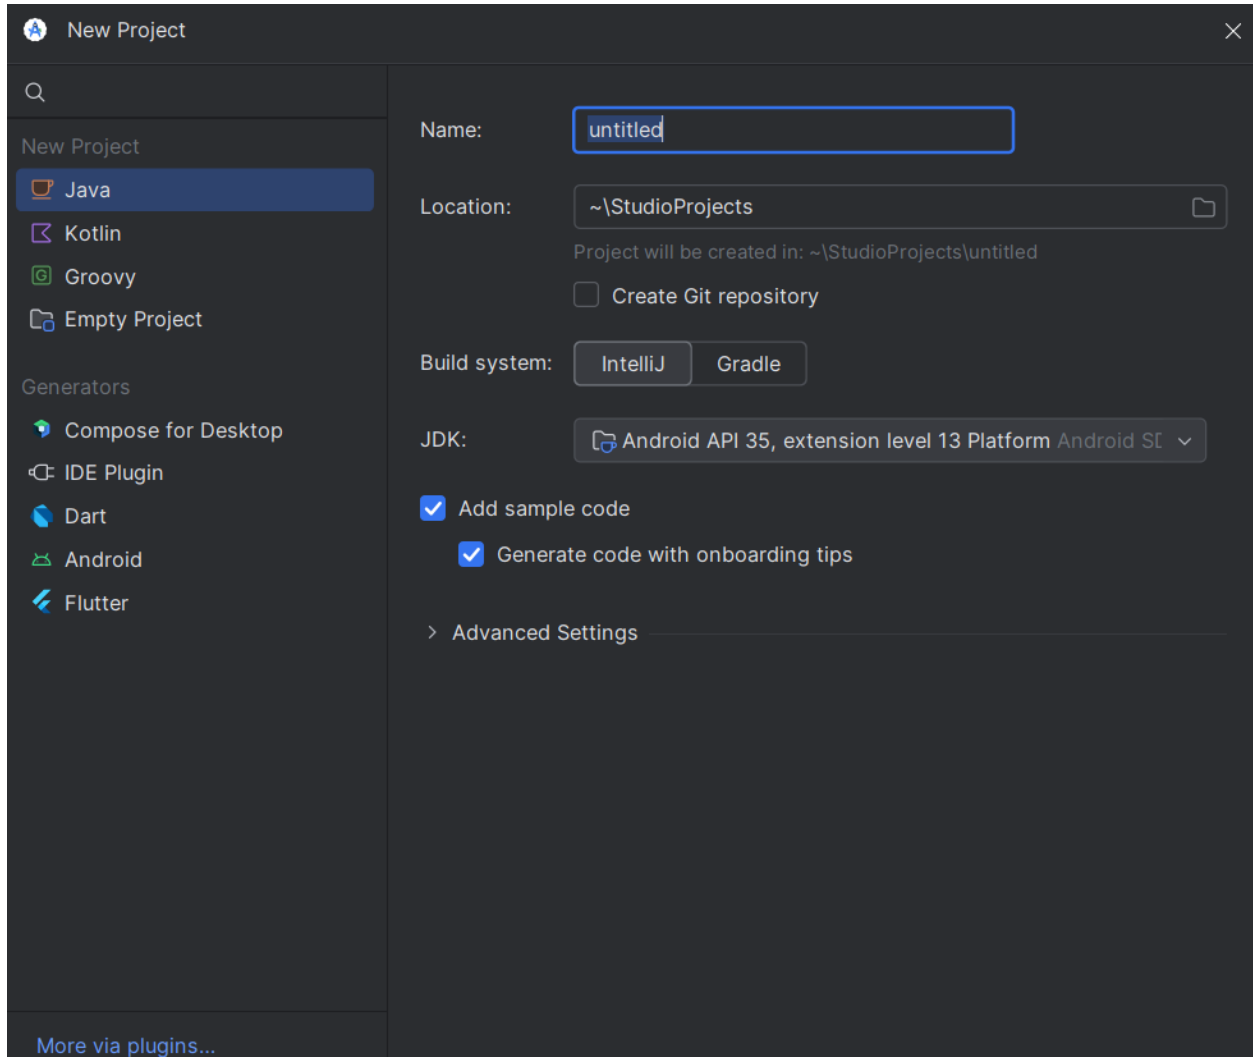 New Project
New Project
Java
Kotlin
Groovy
Empty Project
Generators
Compose for Desktop
IDE Plugin
Dart
Android
Flutter
More via plugins...
Name: untitled
Location: ~\StudioProjects
Project will be created in: ~\StudioProjects\untitled
Create Git repository
Build system: IntelliJ Gradle
JDK: Android API 35, extension level 13 Platform Android
Add sample code
Generate code with onboarding tips
Advanced Settings